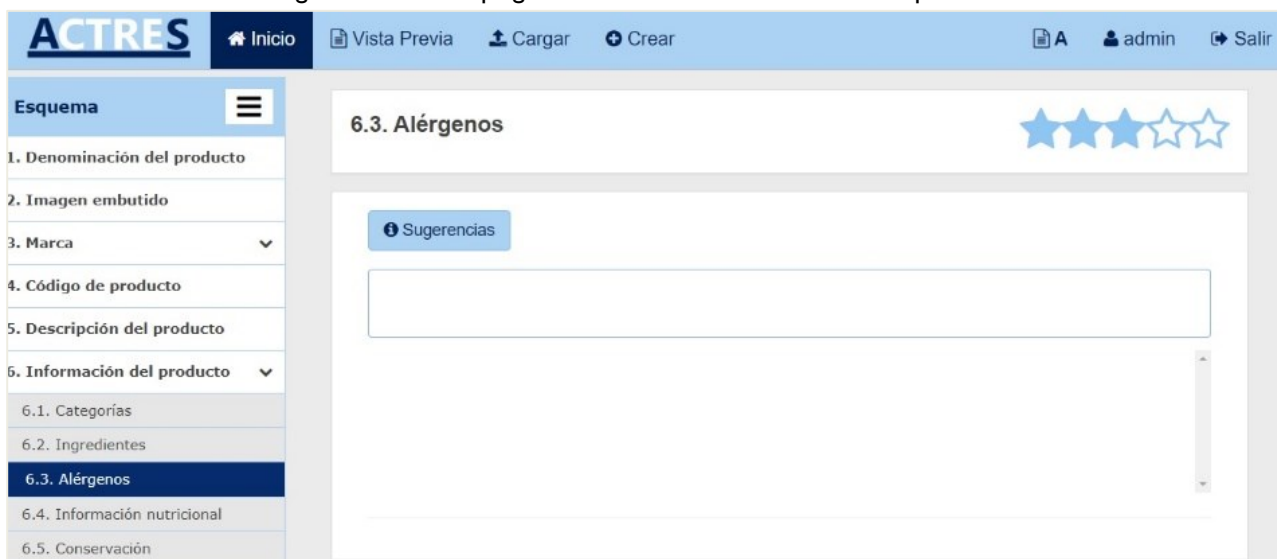 ACTRES
Inicio
Vista Previa
Cargar
Crear
A
admin
Salir
Esquema
1. Denominación del producto
2. Imagen embutido
3. Marca
4. Código de producto
5. Descripción del producto
6. Información del producto
6.1. Categorías
6.2. Ingredientes
6.3. Alérgenos
6.4. Información nutricional
6.5. Conservación
6.3. Alérgenos
Sugerencias